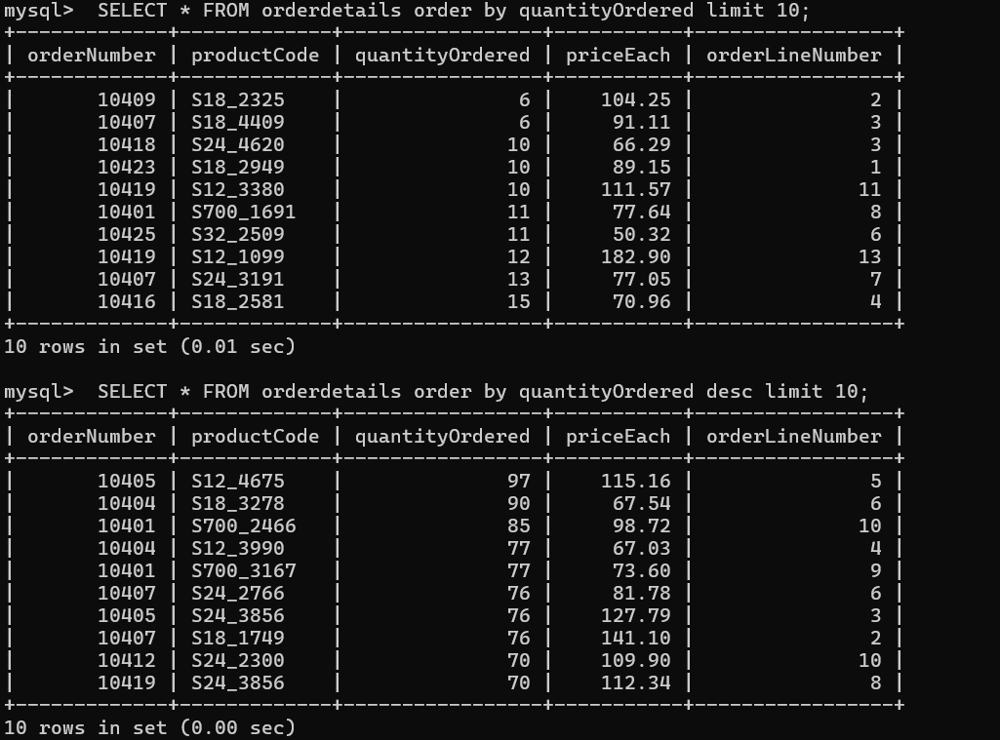 mysql>  SELECT * FROM orderdetails order by quantityOrdered limit 10;
+-------------+-------------+-----------------+-----------+-----------------+
| orderNumber | productCode | quantityOrdered | priceEach | orderLineNumber |
+-------------+-------------+-----------------+-----------+-----------------+
|       10409 | S18_2325    |               6 |    104.25 |               2 |
|       10407 | S18_4409    |               6 |     91.11 |               3 |
|       10418 | S24_4620    |              10 |     66.29 |               3 |
|       10423 | S18_2949    |              10 |     89.15 |               1 |
|       10419 | S12_3380    |              10 |    111.57 |              11 |
|       10401 | S700_1691   |              11 |     77.64 |               8 |
|       10425 | S32_2509    |              11 |     50.32 |               6 |
|       10419 | S12_1099    |              12 |    182.90 |              13 |
|       10407 | S24_3191    |              13 |     77.05 |               7 |
|       10416 | S18_2581    |              15 |     70.96 |               4 |
+-------------+-------------+-----------------+-----------+-----------------+
10 rows in set (0.01 sec)

mysql>  SELECT * FROM orderdetails order by quantityOrdered desc limit 10;
+-------------+-------------+-----------------+-----------+-----------------+
| orderNumber | productCode | quantityOrdered | priceEach | orderLineNumber |
+-------------+-------------+-----------------+-----------+-----------------+
|       10405 | S12_4675    |              97 |    115.16 |               5 |
|       10404 | S18_3278    |              90 |     67.54 |               6 |
|       10401 | S700_2466   |              85 |     98.72 |              10 |
|       10404 | S12_3990    |              77 |     67.03 |               4 |
|       10401 | S700_3167   |              77 |     73.60 |               9 |
|       10407 | S24_2766    |              76 |     81.78 |               6 |
|       10405 | S24_3856    |              76 |    127.79 |               3 |
|       10407 | S18_1749    |              76 |    141.10 |               2 |
|       10412 | S24_2300    |              70 |    109.90 |              10 |
|       10419 | S24_3856    |              70 |    112.34 |               8 |
+-------------+-------------+-----------------+-----------+-----------------+
10 rows in set (0.00 sec)